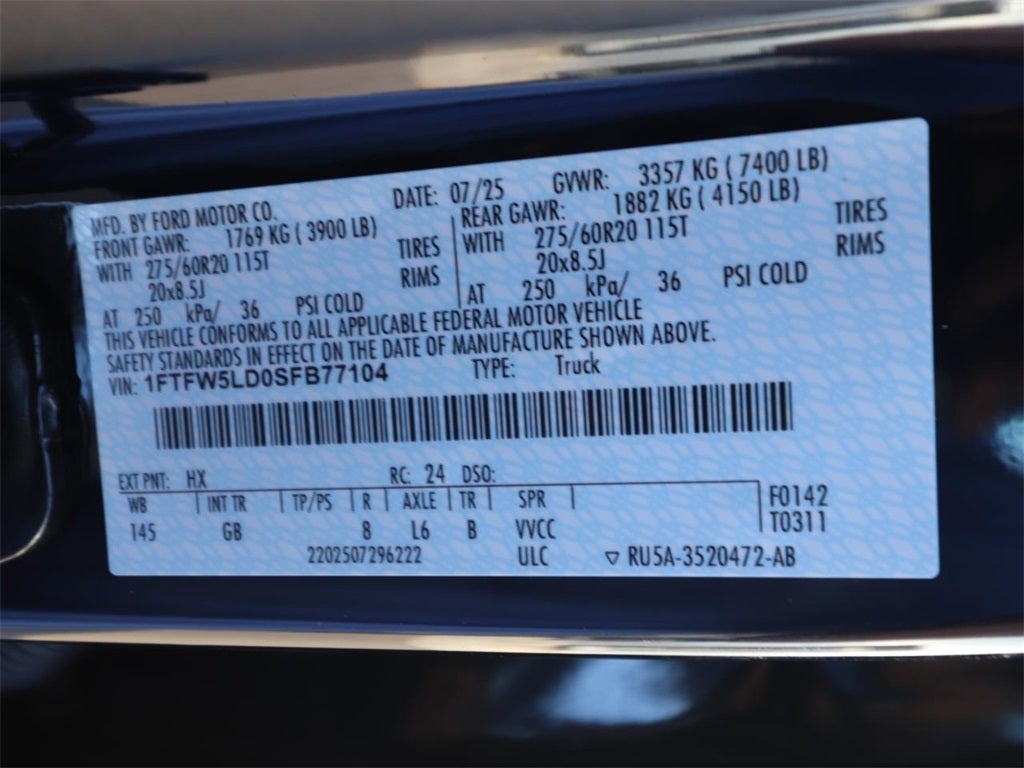 MFD. BY FORD MOTOR CO. DATE: 07/25 GVWR: 3357 KG ( 7400 LB)
FRONT GAWR: 1769 KG ( 3900 LB) REAR GAWR: 1882 KG ( 4150 LB)
WITH 275/60R20 115T TIRES WITH 275/60R20 115T TIRES
20x8.5J RIMS 20x8.5J RIMS
AT 250 kPa/ 36 PSI COLD AT 250 kPa/ 36 PSI COLD
THIS VEHICLE CONFORMS TO ALL APPLICABLE FEDERAL MOTOR VEHICLE
SAFETY STANDARDS IN EFFECT ON THE DATE OF MANUFACTURE SHOWN ABOVE.
VIN: 1FTFW5LD0SFB77104 TYPE: Truck
EXT PNT: HX RC: 24 DSO:
WB INT TR TP/PS R AXLE TR SPR F0142
145 GB 8 L6 B VVCC T0311
2202507296222 ULC ▽ RU5A-3520472-AB